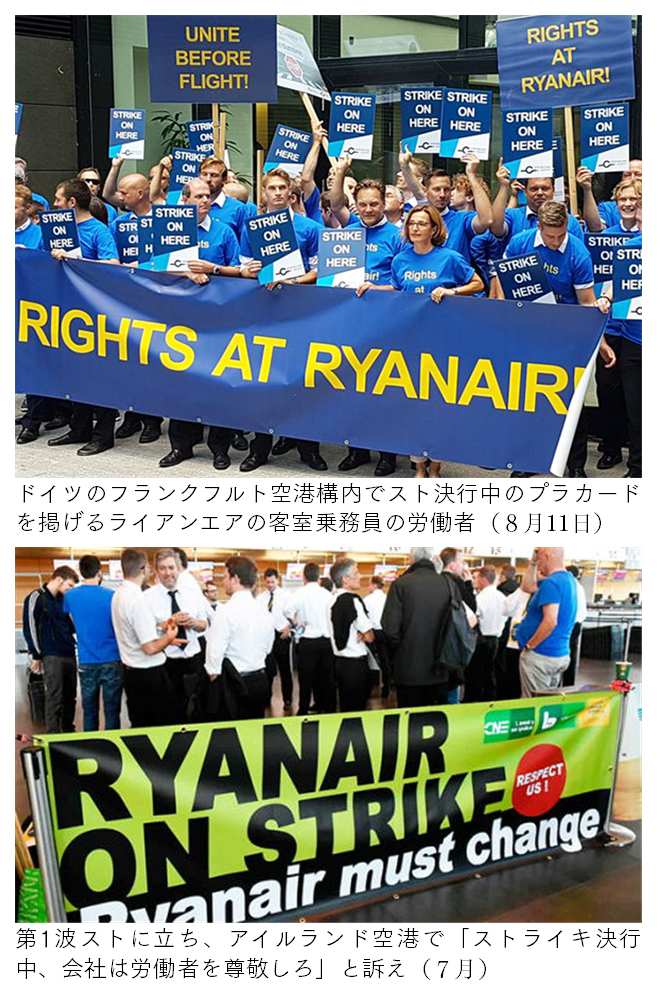 UNITE
BEFORE
FLIGHT!
RIGHTS
AT
RYANAIR!
STRIKE
ON
HERE
STRIKE
ON
HERE
STRIKE
ON
HERE
STRIKE
ON
HERE
STRIKE
ON
HERE
STRIKE
ON
HERE
STRIKE
ON
HERE
STRIKE
ON
HERE
STRIKE
ON
HERE
STRIKE
ON
HERE
STRIKE
ON
HERE
STRIKE
ON
HERE
Rights
at
RIGHTS AT RYANAIR!
ドイツのフランクフルト空港構内でスト決行中のプラカード
を掲げるライアンエアの客室乗務員の労働者（８月11日）
CNE
RYANAIR
ON STRIKE
RESPECT
US!
Ryanair must change
第1波ストに立ち、アイルランド空港で「ストライキ決行
中、会社は労働者を尊敬しろ」と訴え（７月）